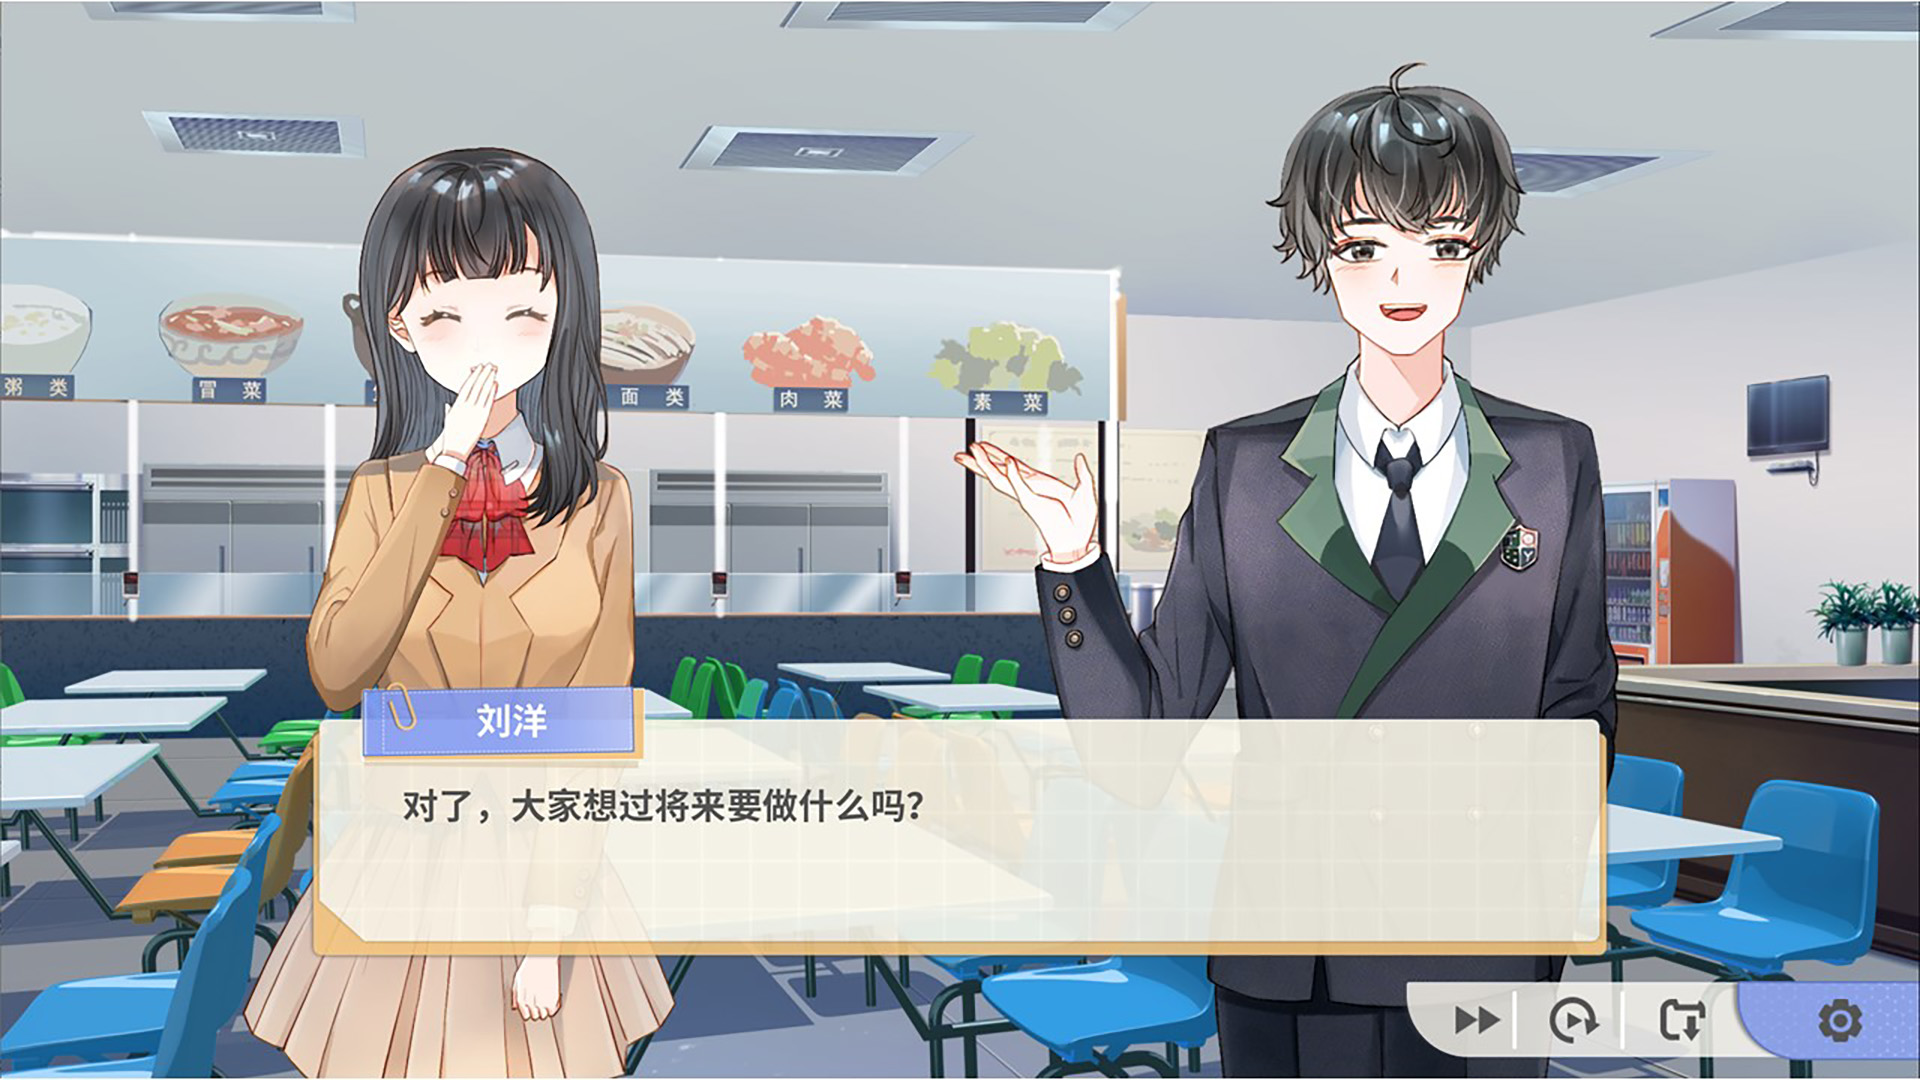 粥 类
冒 菜
面 类
肉 菜
素 菜
刘洋
对了，大家想过将来要做什么吗？